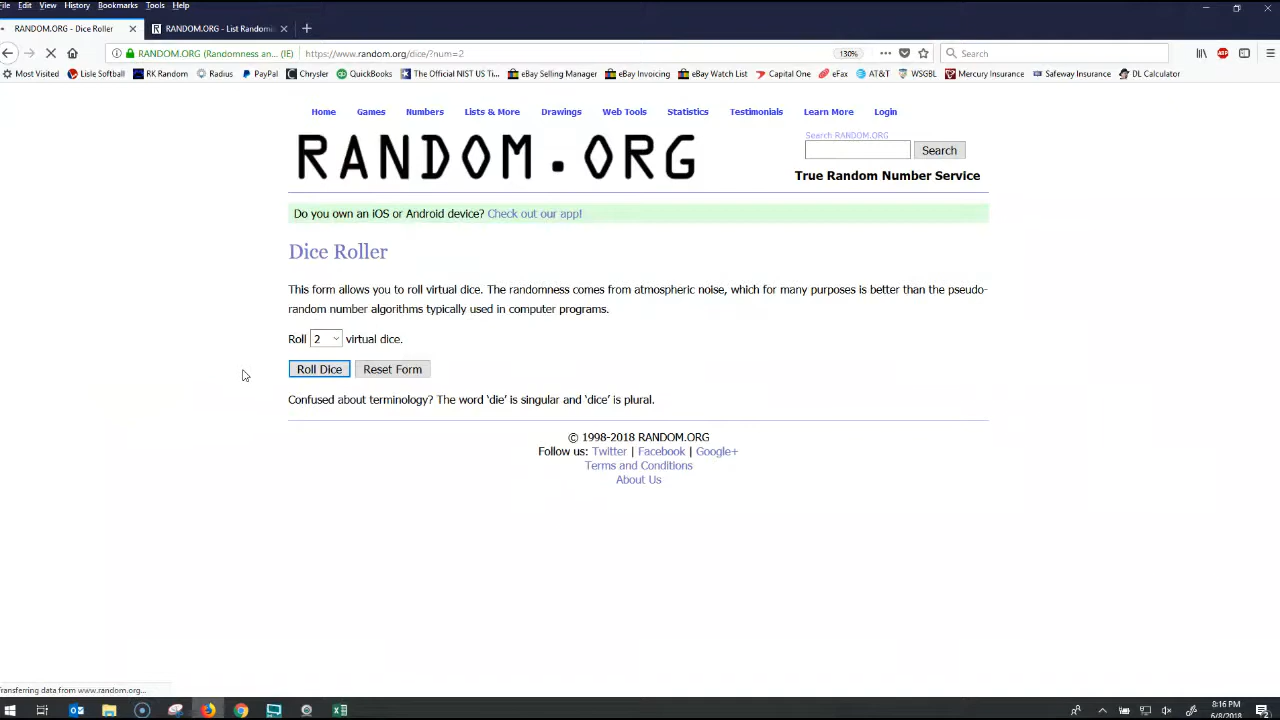 File Edit View History Bookmarks Tools Help
RANDOM.ORG - Dice Roller
RANDOM.ORG - List Randomi
RANDOM.ORG (Randomness an... (IE) https://www.random.org/dice/?num=2 130% Search
Most Visited Lisle Softball RK Random Radius PayPal Chrysler QuickBooks The Official NIST US Ti... eBay Selling Manager eBay Invoicing eBay Watch List Capital One eFax AT&T WSGBL Mercury Insurance Safeway Insurance DL Calculator
Home Games Numbers Lists & More Drawings Web Tools Statistics Testimonials Learn More Login
RANDOM.ORG
Search RANDOM.ORG
Search
True Random Number Service
Do you own an iOS or Android device? Check out our app!
Dice Roller
This form allows you to roll virtual dice. The randomness comes from atmospheric noise, which for many purposes is better than the pseudo-
random number algorithms typically used in computer programs.
Roll 2 virtual dice.
Roll Dice Reset Form
Confused about terminology? The word ‘die’ is singular and ‘dice’ is plural.
© 1998-2018 RANDOM.ORG
Follow us: Twitter | Facebook | Google+
Terms and Conditions
About Us
Transferring data from www.random.org...
8:16 PM
6/8/2018